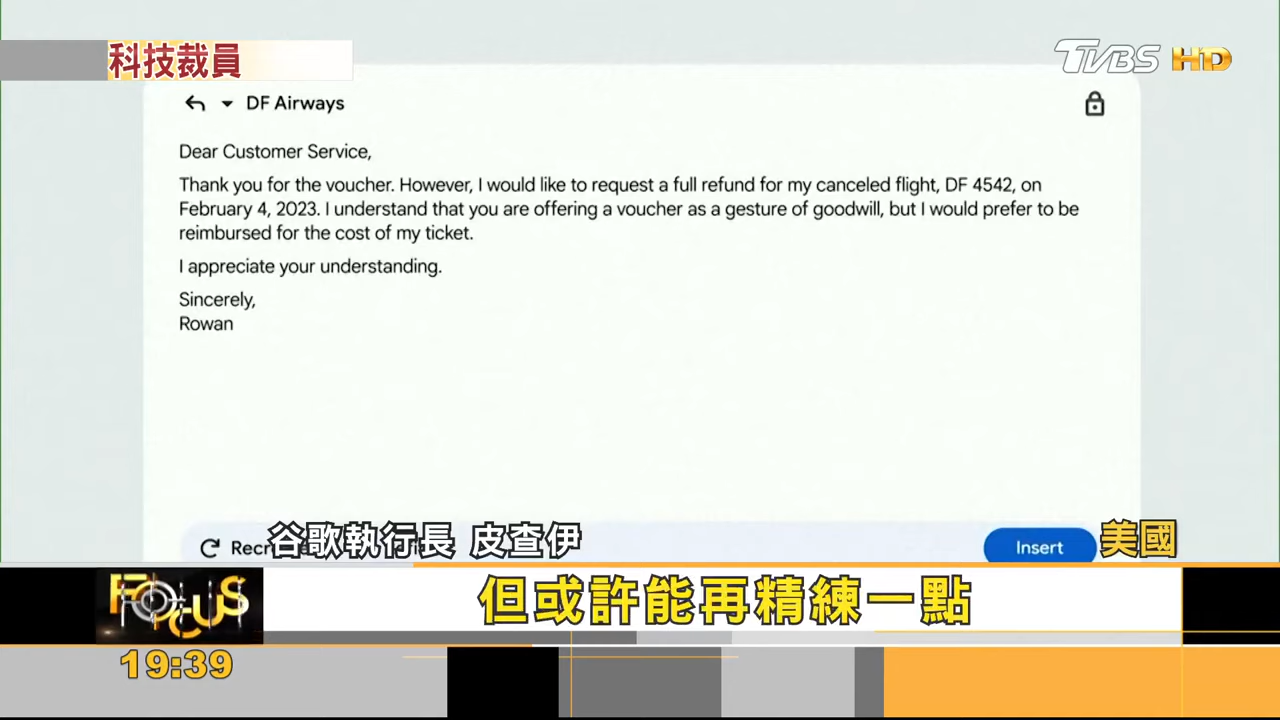 科技裁員
TVBS HD
DF Airways
Dear Customer Service,
Thank you for the voucher. However, I would like to request a full refund for my canceled flight, DF 4542, on
February 4, 2023. I understand that you are offering a voucher as a gesture of goodwill, but I would prefer to be
reimbursed for the cost of my ticket.
I appreciate your understanding.
Sincerely,
Rowan
谷歌執行長 皮查伊
Insert
美國
FOCUS
但或許能再精練一點
19:39